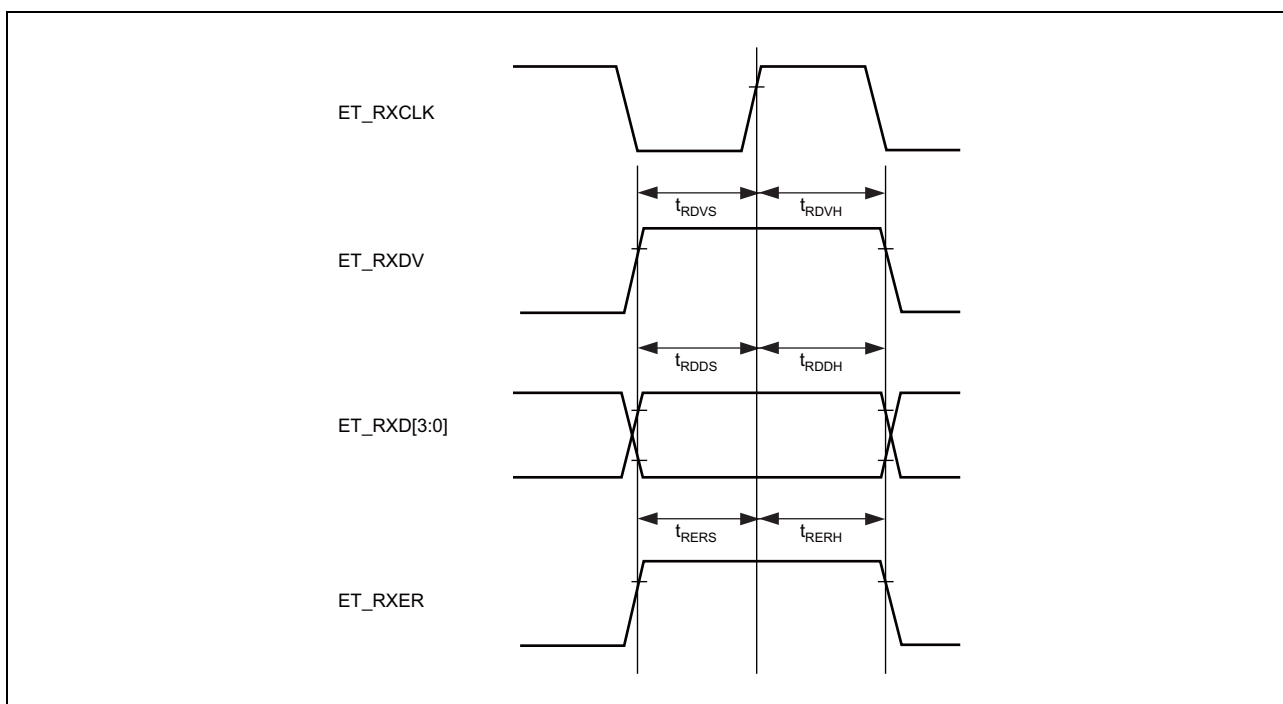 ET_RXCLK
tRDVS tRDVH
ET_RXDV
tRDDS tRDDH
ET_RXD[3:0]
tRERS tRERH
ET_RXER